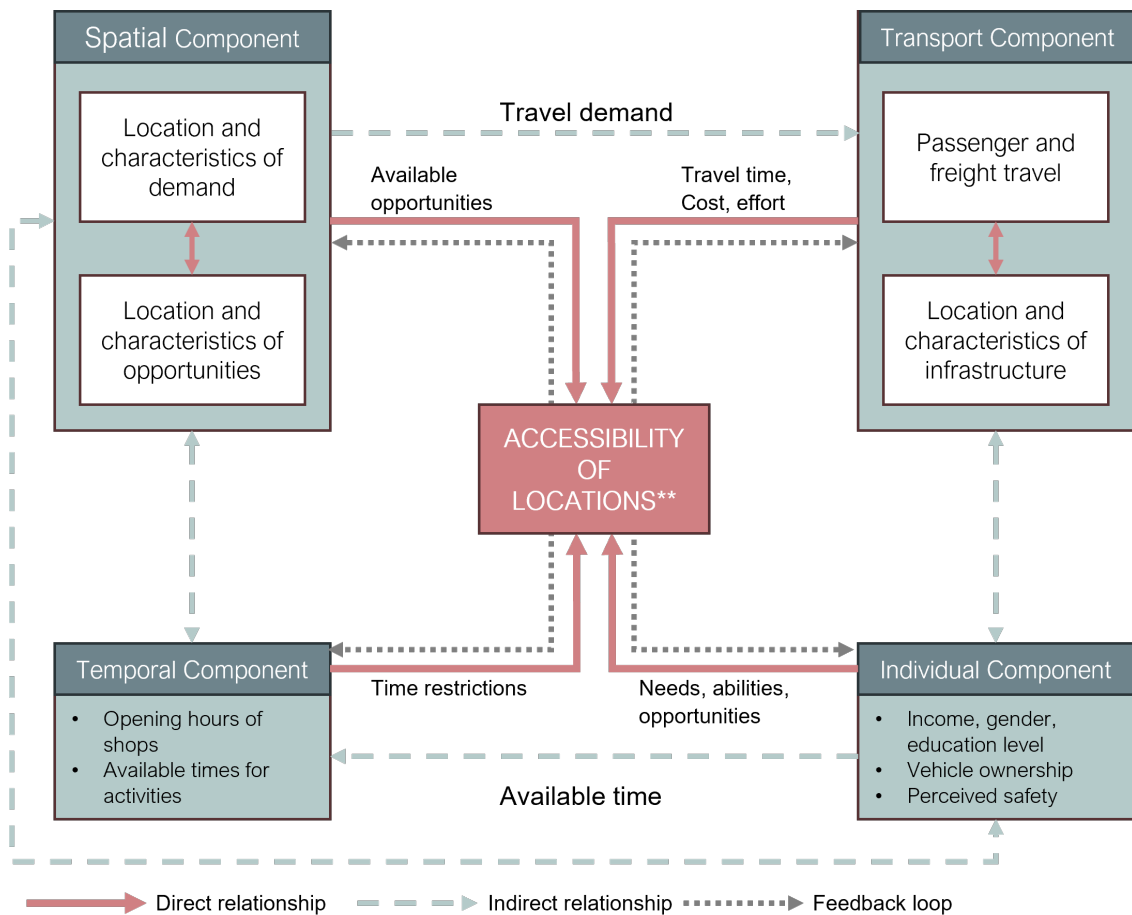 Spatial Component
Location and
characteristics of
demand
Location and
characteristics of
opportunities
Travel demand
Available
opportunities
Travel time,
Cost, effort
Transport Component
Passenger and
freight travel
Location and
characteristics of
infrastructure
ACCESSIBILITY
OF
LOCATIONS**
Temporal Component
• Opening hours of
shops
• Available times for
activities
Time restrictions
Needs, abilities,
opportunities
Available time
Individual Component
• Income, gender,
education level
• Vehicle ownership
• Perceived safety
Direct relationship
Indirect relationship
Feedback loop